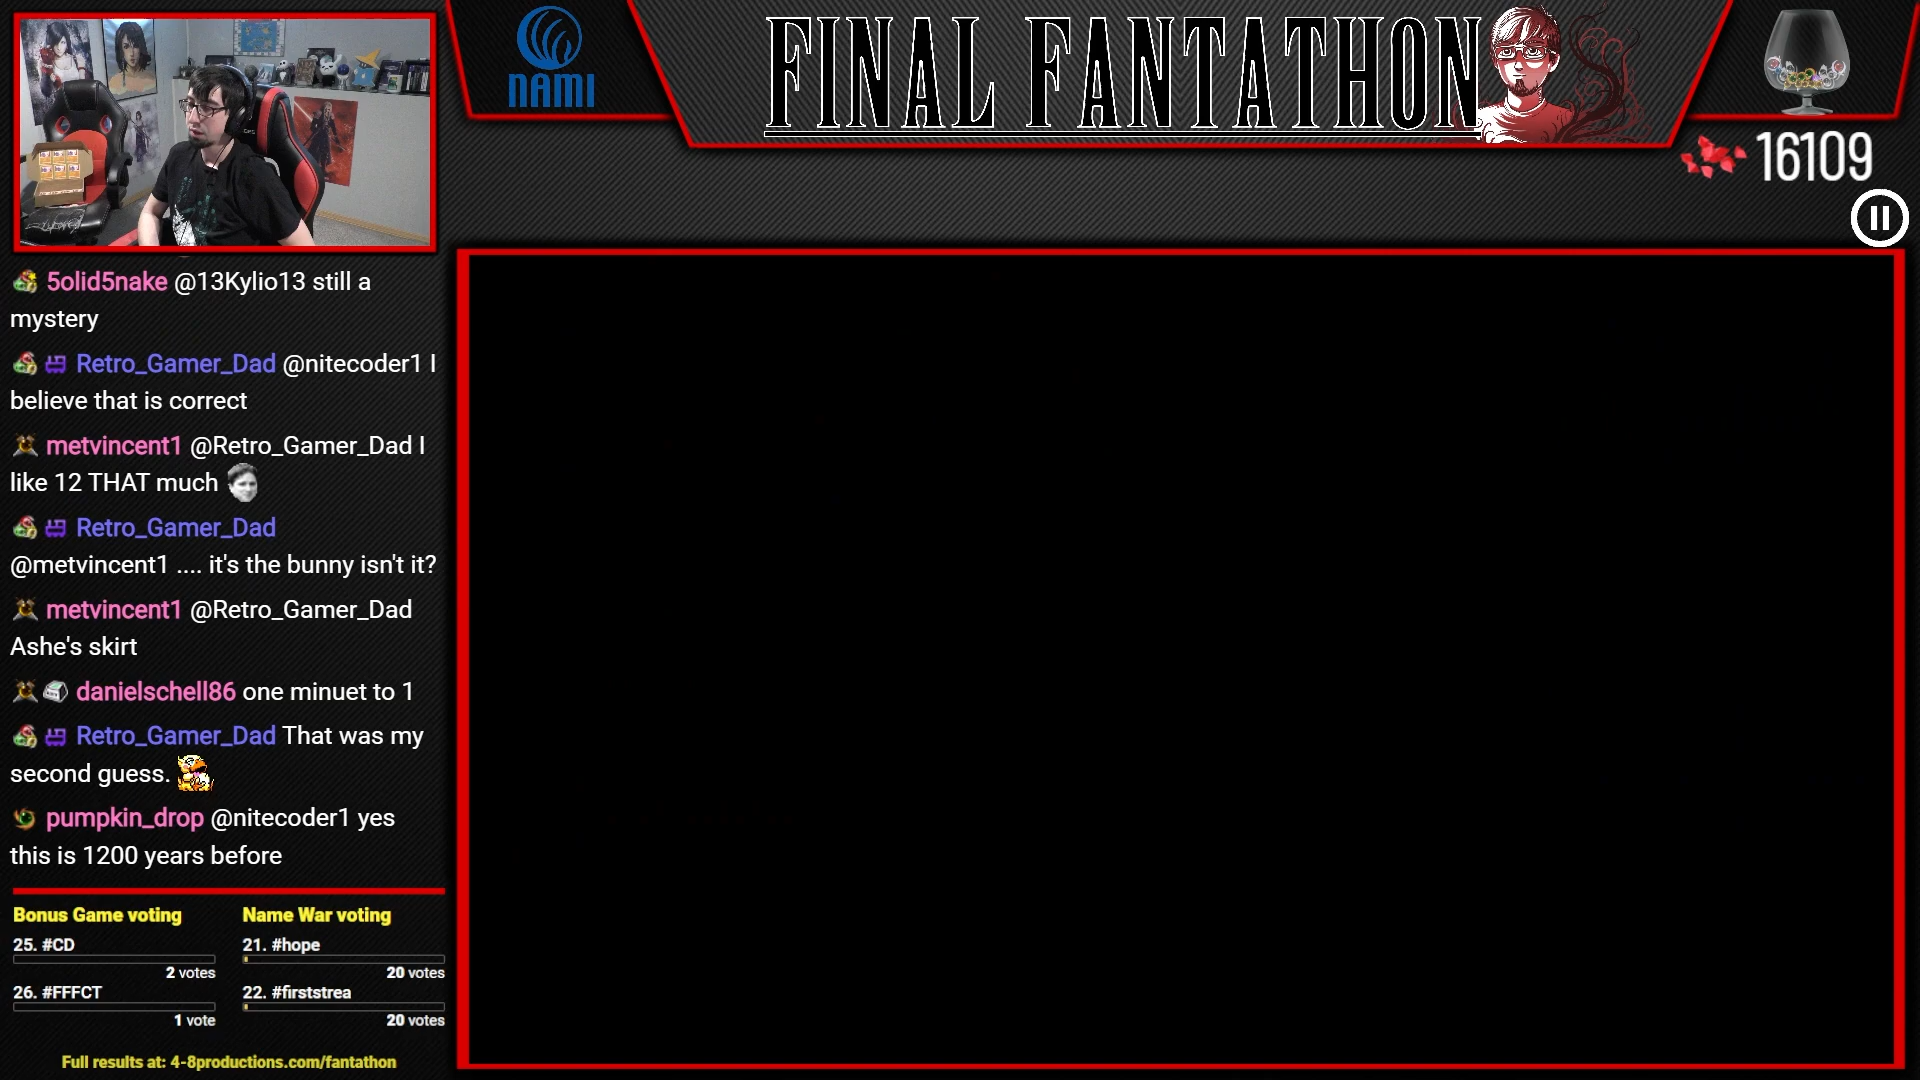 NAMI
FINAL FANTATHON
16109
5olid5nake @13Kylio13 still a
mystery
Retro_Gamer_Dad @nitecoder1 I
believe that is correct
metvincent1 @Retro_Gamer_Dad I
like 12 THAT much
Retro_Gamer_Dad
@metvincent1 .... it's the bunny isn't it?
metvincent1 @Retro_Gamer_Dad
Ashe's skirt
danielschell86 one minuet to 1
Retro_Gamer_Dad That was my
second guess.
pumpkin_drop @nitecoder1 yes
this is 1200 years before
Bonus Game voting
25. #CD
2 votes
26. #FFFCT
1 vote
Name War voting
21. #hope
20 votes
22. #firststrea
20 votes
Full results at: 4-8productions.com/fantathon